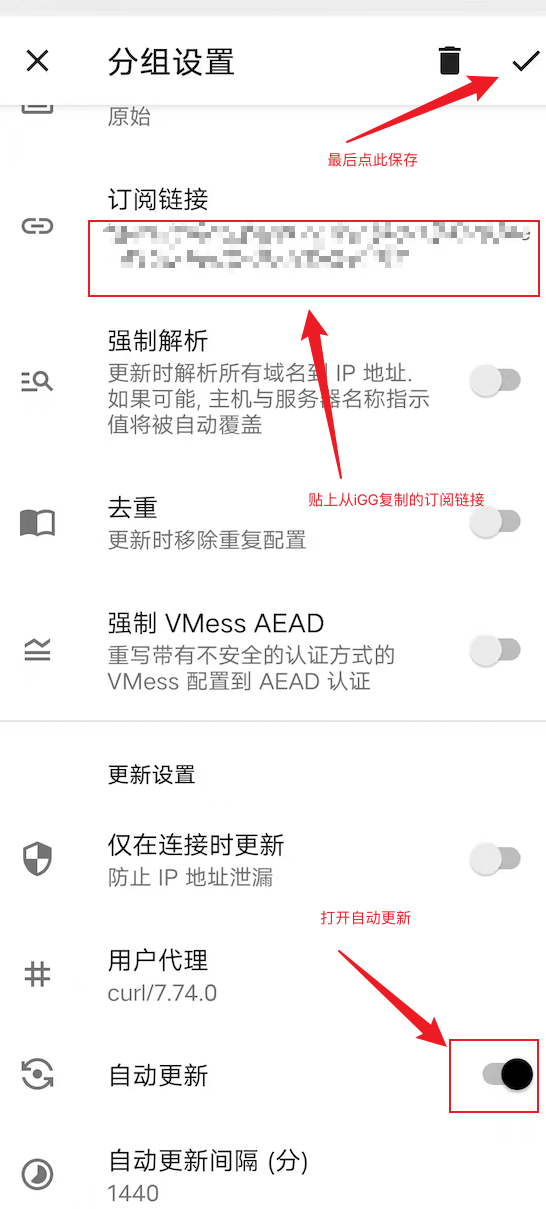 分组设置
原始
最后点此保存
订阅链接
强制解析
更新时解析所有域名到 IP 地址.
如果可能, 主机与服务器名称指示
值将被自动覆盖
贴上从iGG复制的订阅链接
去重
更新时移除重复配置
强制 VMess AEAD
重写带有不安全的认证方式的
VMess 配置到 AEAD 认证
更新设置
仅在连接时更新
防止 IP 地址泄漏
打开自动更新
用户代理
curl/7.74.0
自动更新
自动更新间隔 (分)
1440